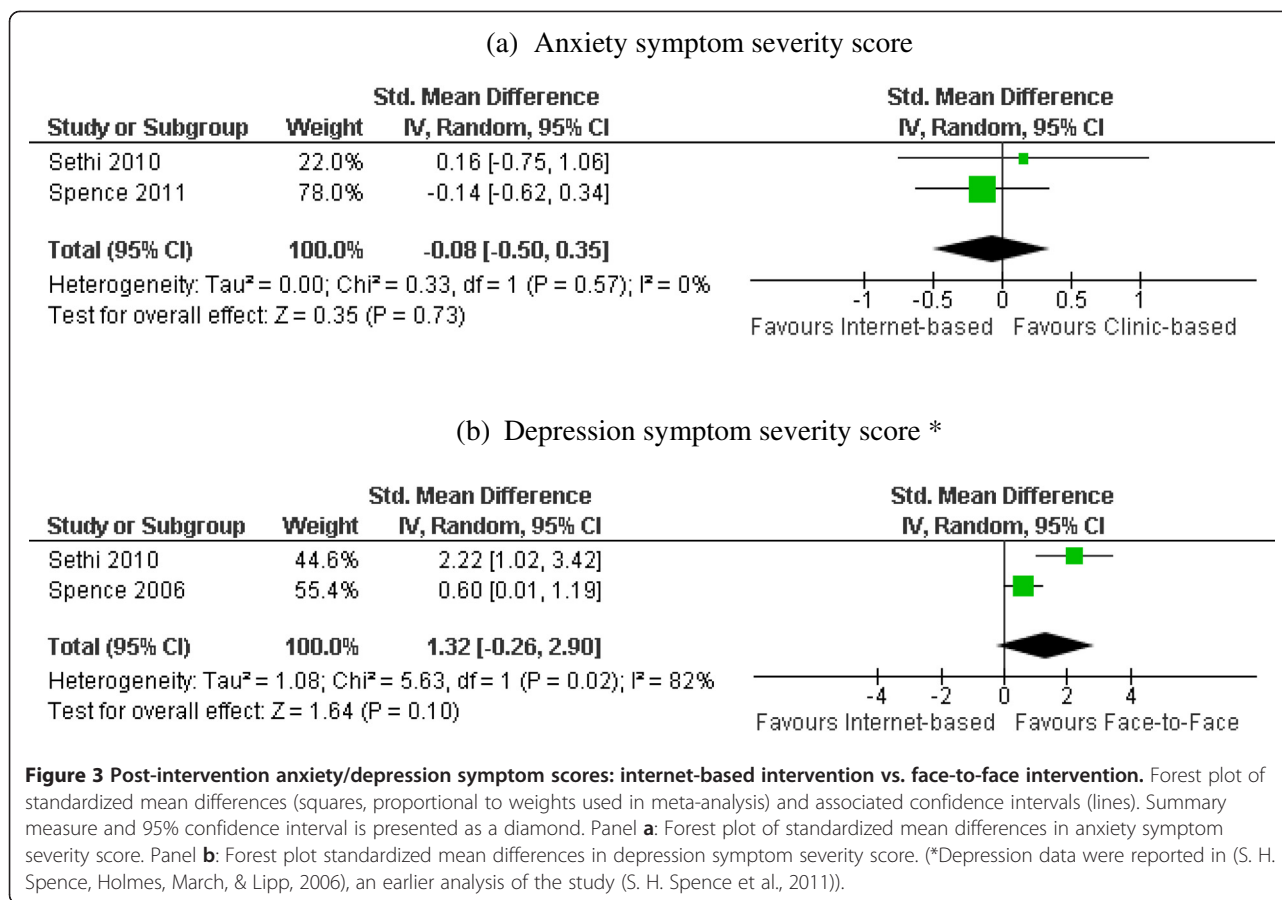 (a) Anxiety symptom severity score
Std. Mean Difference Std. Mean Difference
Study or Subgroup Weight IV, Random, 95% CI IV, Random, 95% CI
Sethi 2010 22.0% 0.16 [-0.75, 1.06]
Spence 2011 78.0% -0.14 [-0.62, 0.34]
Total (95% CI) 100.0% -0.08 [-0.50, 0.35]
Heterogeneity: Tau² = 0.00; Chi² = 0.33, df = 1 (P = 0.57); I² = 0%
Test for overall effect: Z = 0.35 (P = 0.73)
-1 -0.5 0 0.5 1
Favours Internet-based Favours Clinic-based
(b) Depression symptom severity score *
Std. Mean Difference Std. Mean Difference
Study or Subgroup Weight IV, Random, 95% CI IV, Random, 95% CI
Sethi 2010 44.6% 2.22 [1.02, 3.42]
Spence 2006 55.4% 0.60 [0.01, 1.19]
Total (95% CI) 100.0% 1.32 [-0.26, 2.90]
Heterogeneity: Tau² = 1.08; Chi² = 5.63, df = 1 (P = 0.02); I² = 82%
Test for overall effect: Z = 1.64 (P = 0.10)
-4 -2 0 2 4
Favours Internet-based Favours Face-to-Face
Figure 3 Post-intervention anxiety/depression symptom scores: internet-based intervention vs. face-to-face intervention. Forest plot of
standardized mean differences (squares, proportional to weights used in meta-analysis) and associated confidence intervals (lines). Summary
measure and 95% confidence interval is presented as a diamond. Panel a: Forest plot of standardized mean differences in anxiety symptom
severity score. Panel b: Forest plot standardized mean differences in depression symptom severity score. (*Depression data were reported in (S. H.
Spence, Holmes, March, & Lipp, 2006), an earlier analysis of the study (S. H. Spence et al., 2011)).